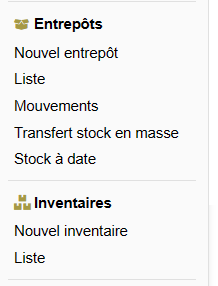 Entrepôts
Nouvel entrepôt
Liste
Mouvements
Transfert stock en masse
Stock à date
Inventaires
Nouvel inventaire
Liste